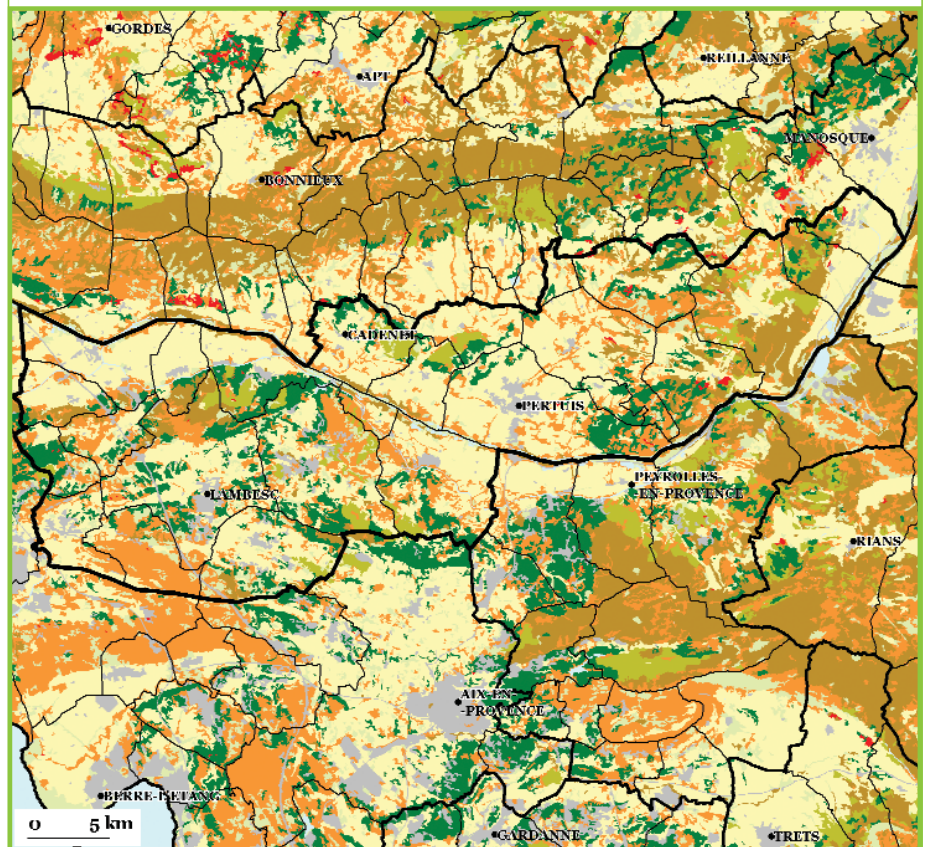 GORDES
APT
REILLANNE
MANOSQUE
BONNIEUX
CADENET
PERTUIS
PEYROLLES
-EN-PROVENCE
LAMBESC
RIANS
AIX-EN-
-PROVENCE
BERRE-L'ETANG
0 5 km
GARDANNE
TRETS